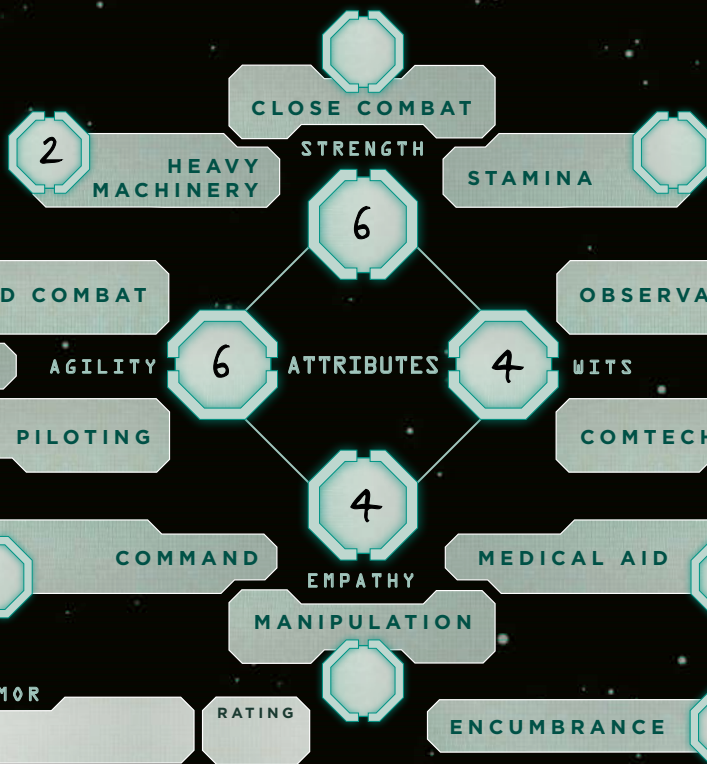 CLOSE COMBAT
STRENGTH
2
HEAVY
MACHINERY
STAMINA
6
D COMBAT
OBSERVA
AGILITY
6
ATTRIBUTES
4
WITS
PILOTING
COMTECH
4
COMMAND
MEDICAL AID
EMPATHY
MANIPULATION
MOR
RATING
ENCUMBRANCE